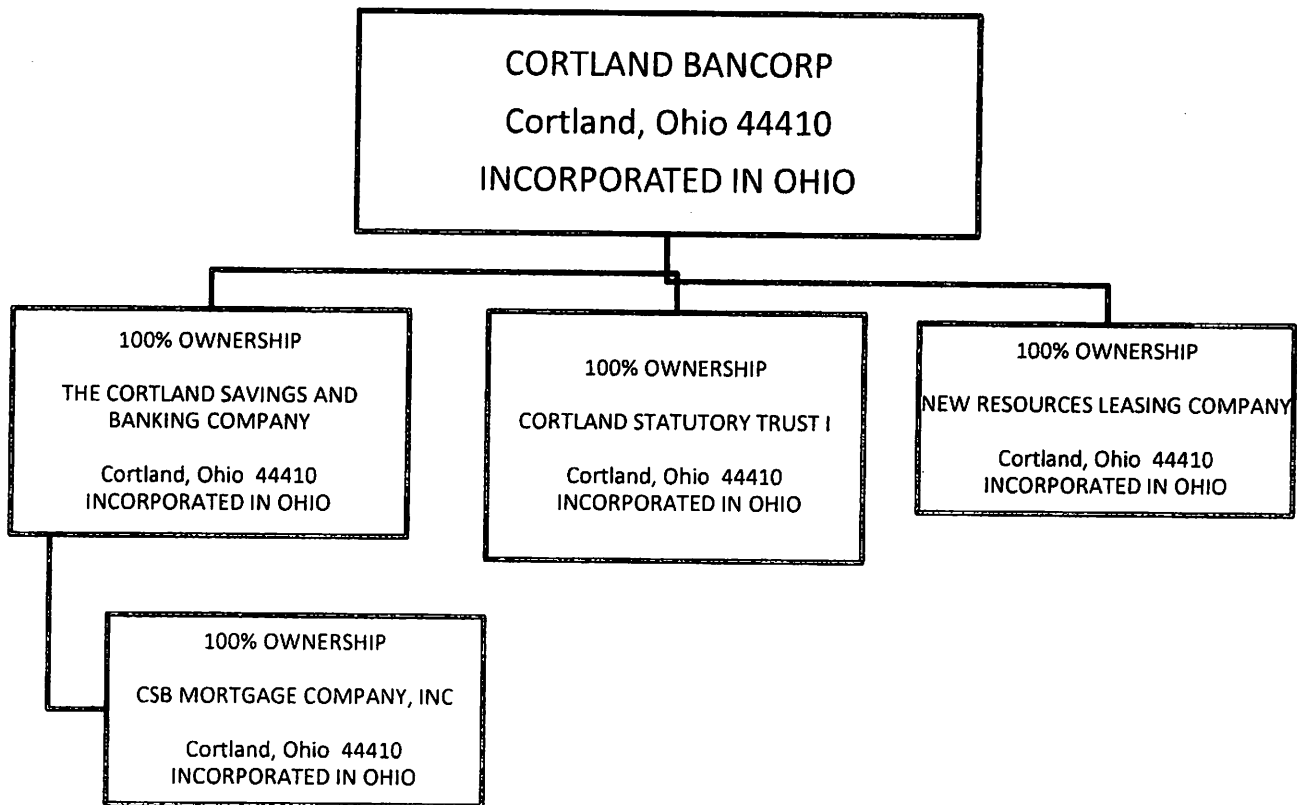 CORTLAND BANCORP
Cortland, Ohio 44410
INCORPORATED IN OHIO
100% OWNERSHIP
THE CORTLAND SAVINGS AND
BANKING COMPANY
Cortland, Ohio 44410
INCORPORATED IN OHIO
100% OWNERSHIP
CORTLAND STATUTORY TRUST I
Cortland, Ohio 44410
INCORPORATED IN OHIO
100% OWNERSHIP
NEW RESOURCES LEASING COMPANY
Cortland, Ohio 44410
INCORPORATED IN OHIO
100% OWNERSHIP
CSB MORTGAGE COMPANY, INC
Cortland, Ohio 44410
INCORPORATED IN OHIO